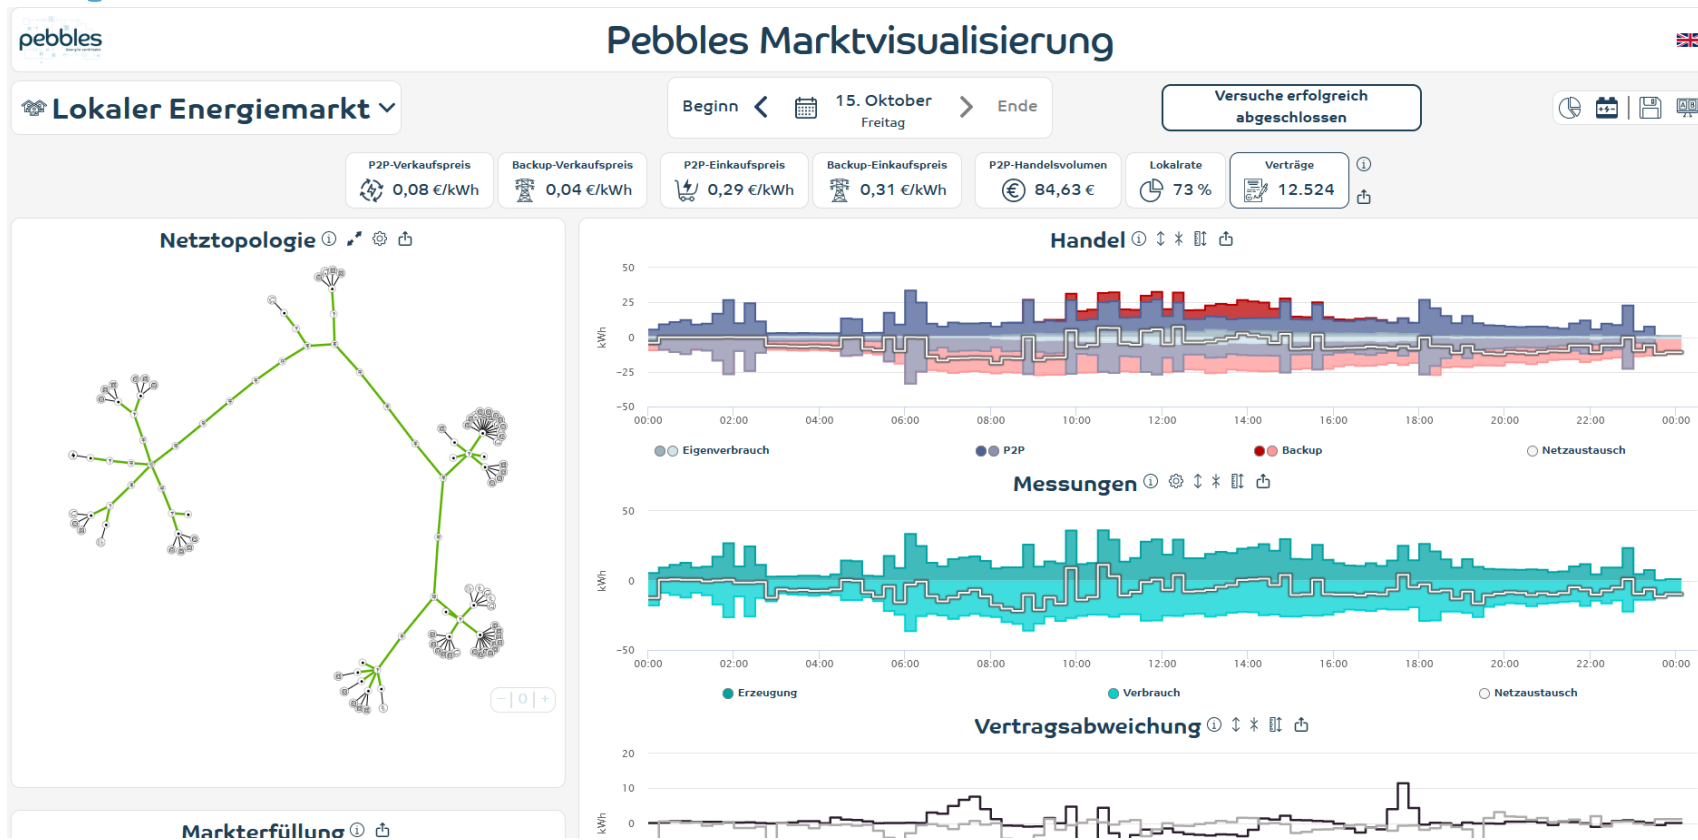 pebbles
Pebbles Marktvisualisierung
Lokaler Energiemarkt
Beginn
15. Oktober
Freitag
Ende
Versuche erfolgreich
abgeschlossen
P2P-Verkaufspreis
0,08 €/kWh
Backup-Verkaufspreis
0,04 €/kWh
P2P-Einkaufspreis
0,29 €/kWh
Backup-Einkaufspreis
0,31 €/kWh
P2P-Handelsvolumen
84,63 €
Lokalrate
73 %
Verträge
12.524
Netztopologie
− | 0 | +
Markterfüllung
Handel
50
25
0
−25
−50
kWh
00:00 02:00 04:00 06:00 08:00 10:00 12:00 14:00 16:00 18:00 20:00 22:00 00:00
Eigenverbrauch P2P Backup Netzaustausch
Messungen
50
0
−50
kWh
00:00 02:00 04:00 06:00 08:00 10:00 12:00 14:00 16:00 18:00 20:00 22:00 00:00
Erzeugung Verbrauch Netzaustausch
Vertragsabweichung
20
10
0
kWh